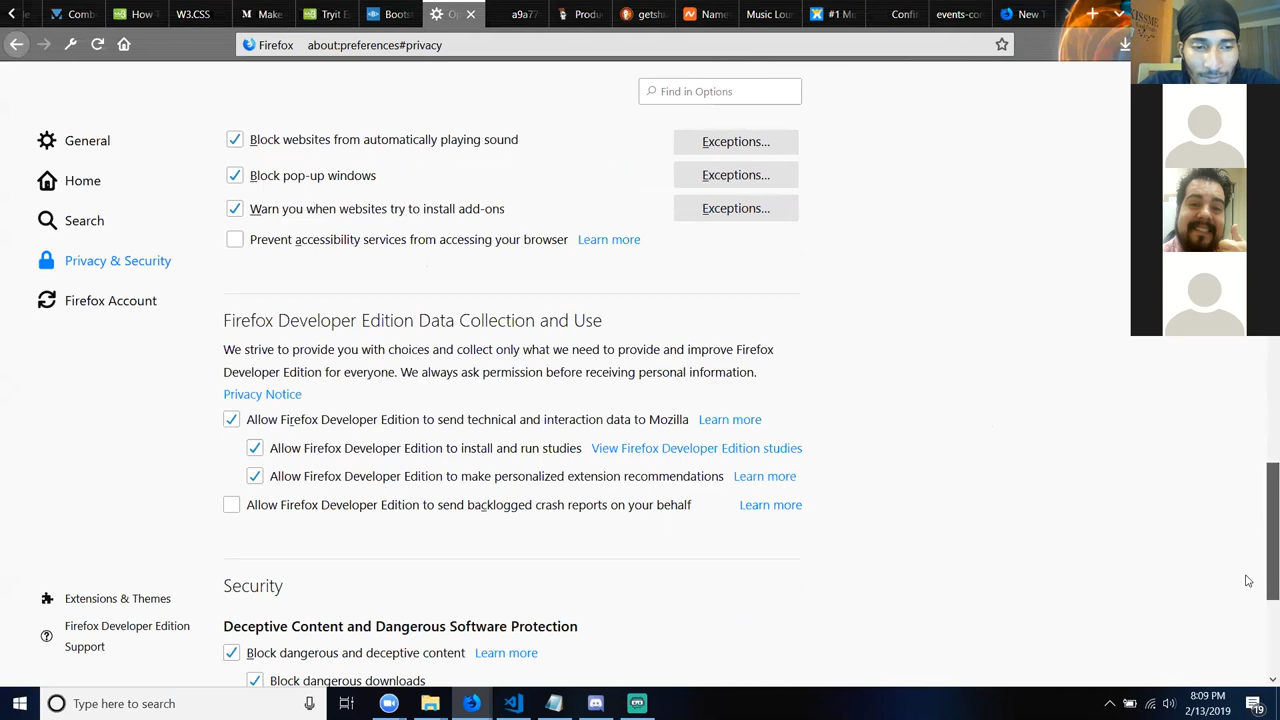 Comb
How T
W3.CSS
Make
Tryit E
Boots
Op
a9a77
Produ
getshi
Name
Music Lou
#1 Mu
Confir
events-co
New T
Firefox about:preferences#privacy
Find in Options
General
Home
Search
Privacy & Security
Firefox Account
Block websites from automatically playing sound Exceptions...
Block pop-up windows Exceptions...
Warn you when websites try to install add-ons Exceptions...
Prevent accessibility services from accessing your browser Learn more
Firefox Developer Edition Data Collection and Use
We strive to provide you with choices and collect only what we need to provide and improve Firefox
Developer Edition for everyone. We always ask permission before receiving personal information.
Privacy Notice
Allow Firefox Developer Edition to send technical and interaction data to Mozilla Learn more
Allow Firefox Developer Edition to install and run studies View Firefox Developer Edition studies
Allow Firefox Developer Edition to make personalized extension recommendations Learn more
Allow Firefox Developer Edition to send backlogged crash reports on your behalf Learn more
Security
Deceptive Content and Dangerous Software Protection
Block dangerous and deceptive content Learn more
Block dangerous downloads
Extensions & Themes
Firefox Developer Edition
Support
Type here to search
8:09 PM
2/13/2019
19